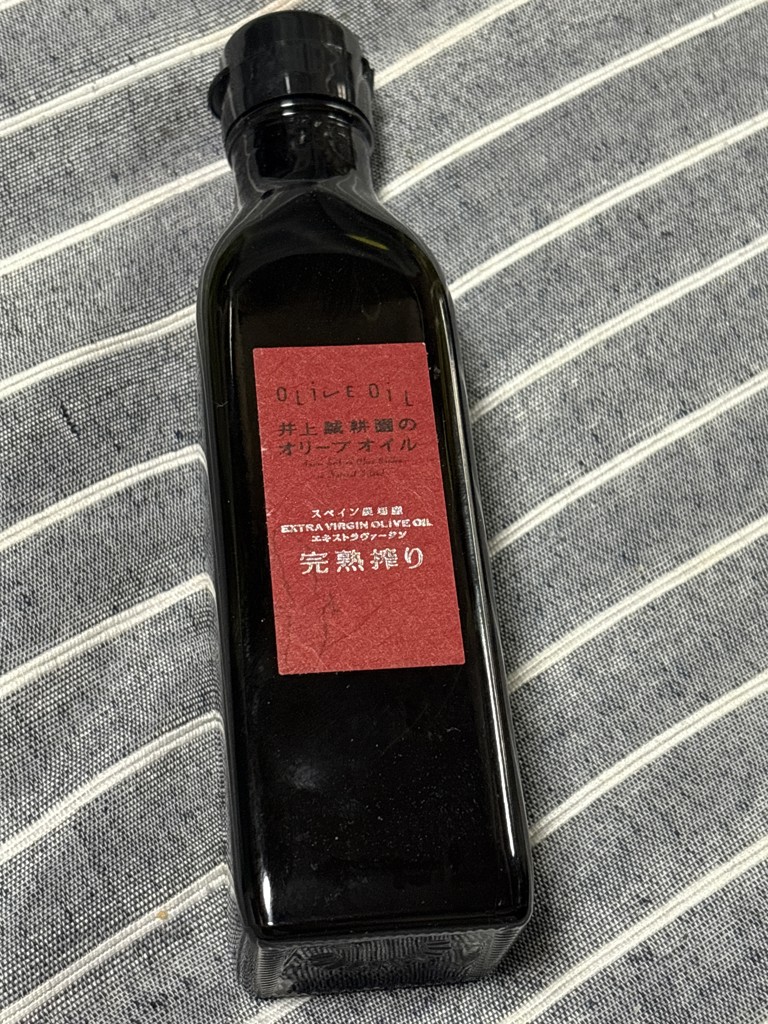 OLiVE OiL
井上誠耕園の
オリーブオイル
スペイン農場産
EXTRA VIRGIN OLIVE OIL
エキストラヴァージン
完熟搾り